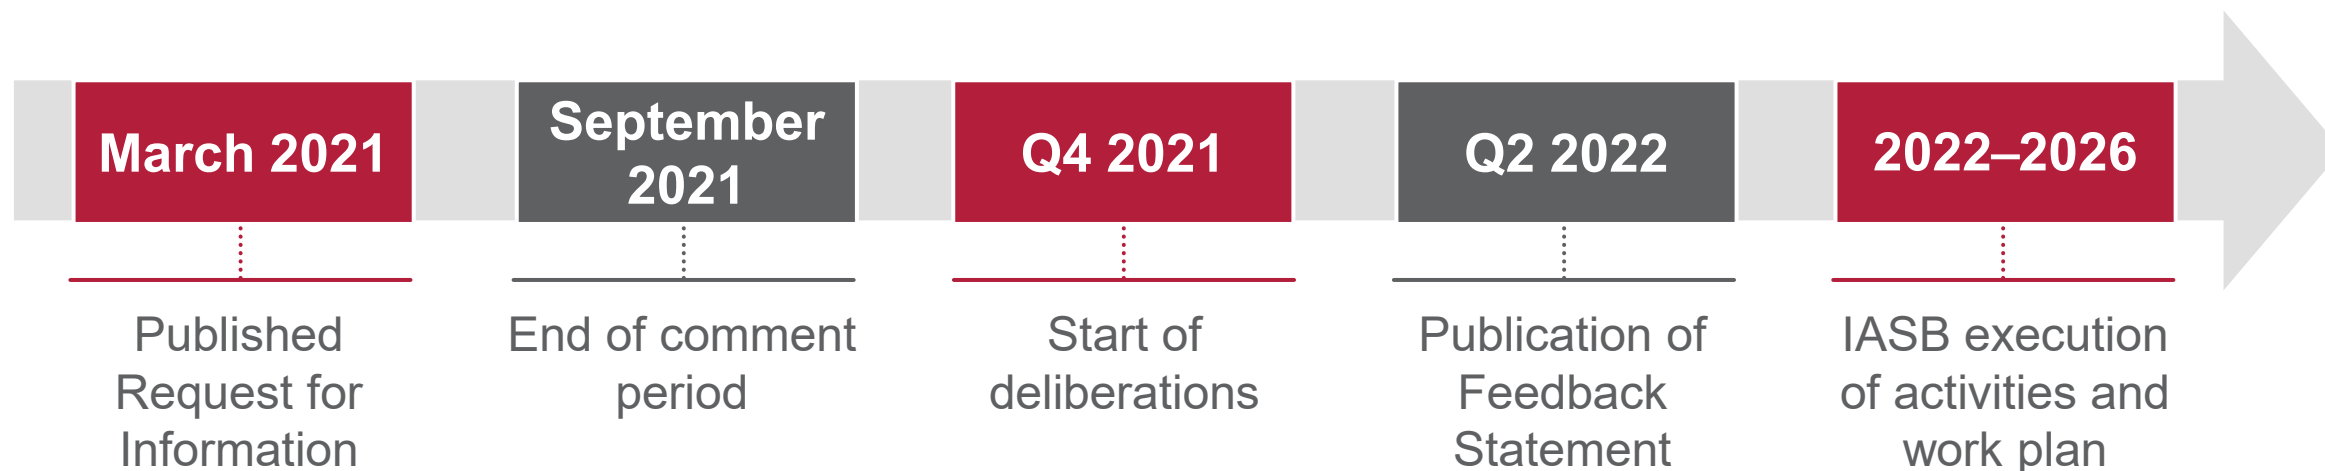 March 2021
September
2021
Q4 2021
Q2 2022
2022–2026
Published
Request for
Information
End of comment
period
Start of
deliberations
Publication of
Feedback
Statement
IASB execution
of activities and
work plan